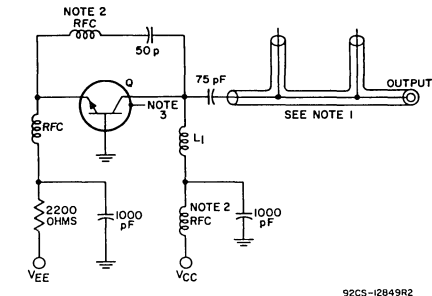 NOTE 2
RFC
50 p
Q
NOTE
3
75 pF
OUTPUT
SEE NOTE 1
RFC
L1
2200
OHMS
1000
pF
NOTE 2
RFC
1000
pF
VEE
VCC
92CS-12849R2